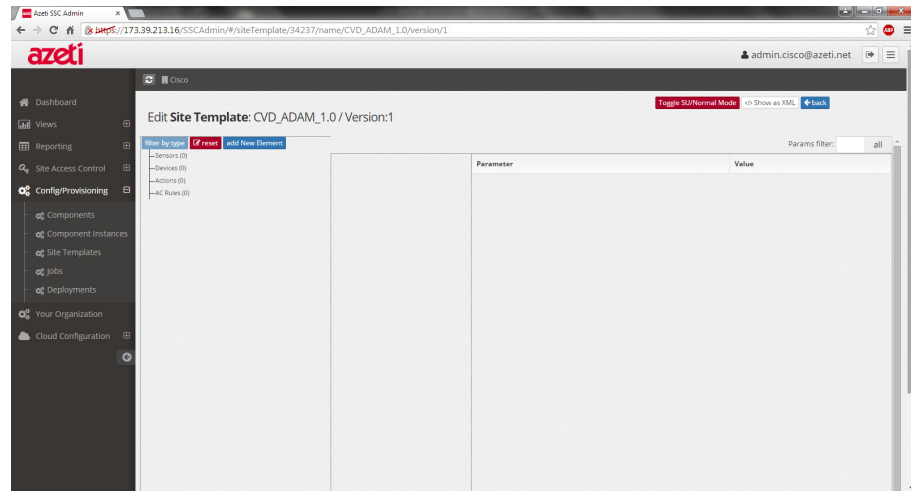 Azeti SSC Admin
https://173.39.213.16/SSCAdmin/#/siteTemplate/34237/name/CVD_ADAM_1.0/version/1
ABP
azeti
admin.cisco@azeti.net
Cisco
Dashboard
Views
Reporting
Site Access Control
Config/Provisioning
Components
Component Instances
Site Templates
Jobs
Deployments
Your Organization
Cloud Configuration
Toggle SU/Normal Mode </> Show as XML back
Edit Site Template: CVD_ADAM_1.0 / Version:1
filter by type reset add New Element
Params filter: all
Sensors (0)
Devices (0)
Actions (0)
AC Rules (0)
Parameter Value